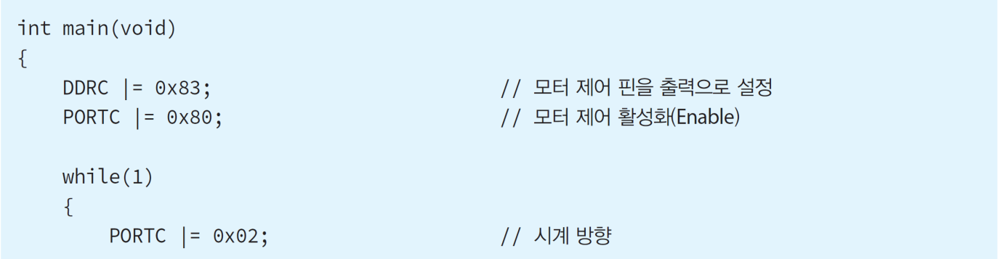 int main(void)
{
    DDRC |= 0x83;                         // 모터 제어 핀을 출력으로 설정
    PORTC |= 0x80;                        // 모터 제어 활성화(Enable)
    while(1)
    {
        PORTC |= 0x02;                    // 시계 방향